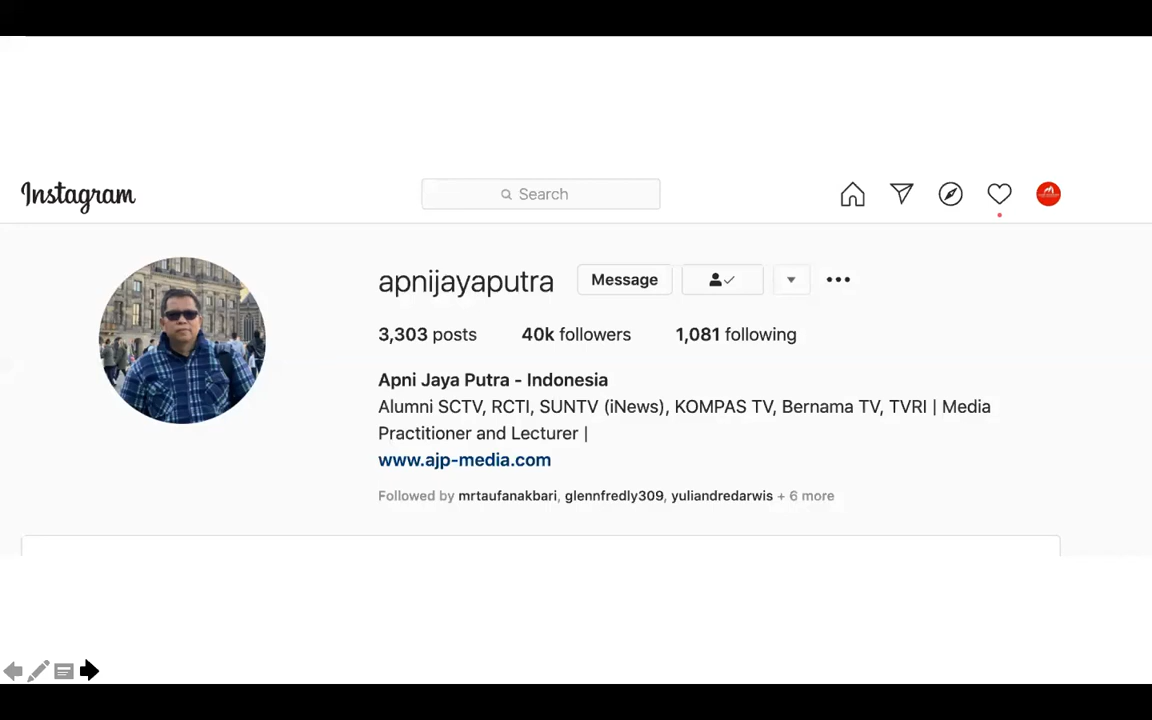 Instagram
Search
apnijayaputra
Message
3,303 posts 40k followers 1,081 following
Apni Jaya Putra - Indonesia
Alumni SCTV, RCTI, SUNTV (iNews), KOMPAS TV, Bernama TV, TVRI | Media
Practitioner and Lecturer |
www.ajp-media.com
Followed by mrtaufanakbari, glennfredly309, yuliandredarwis + 6 more